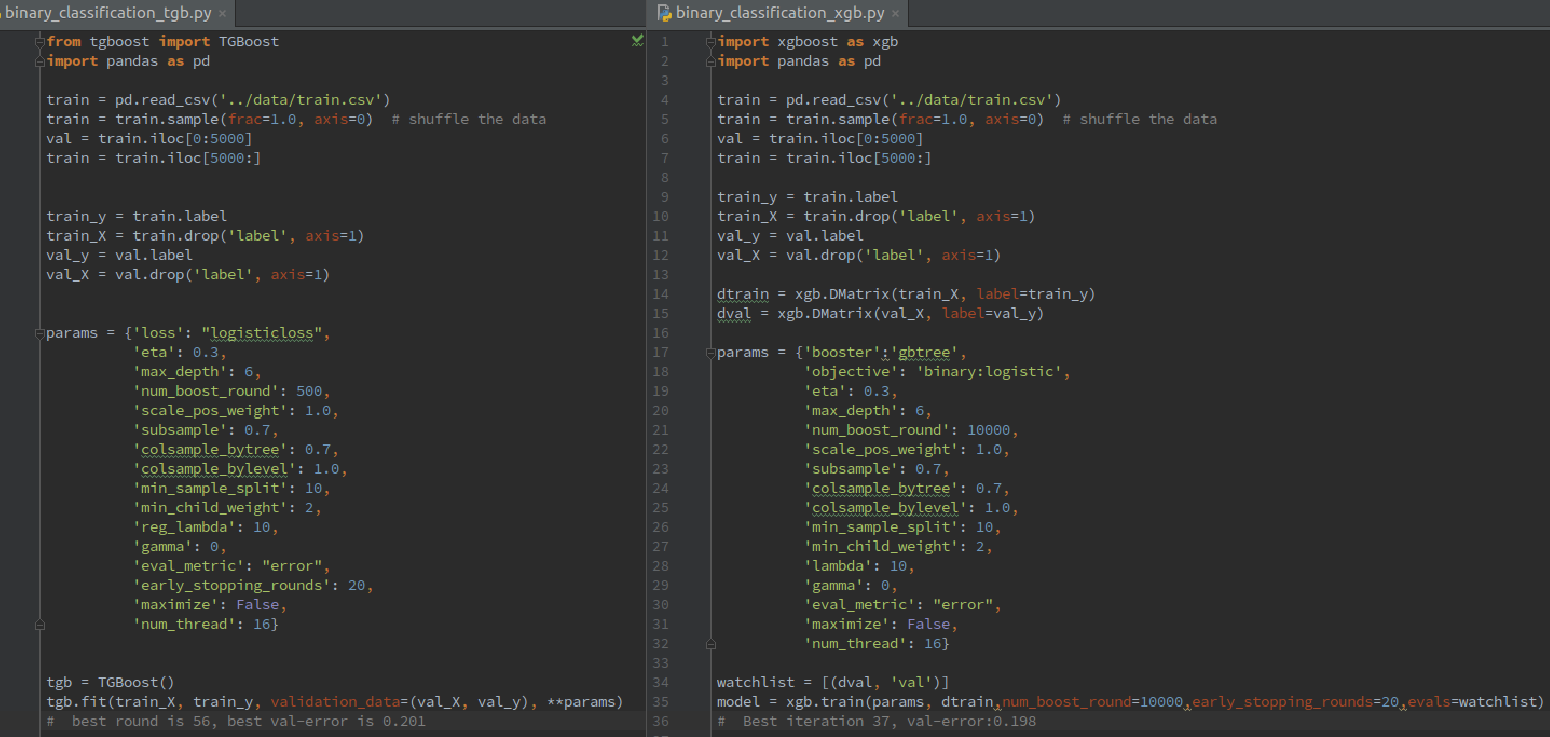 binary_classification_tgb.py ×
from tgboost import TGBoost
import pandas as pd
train = pd.read_csv('../data/train.csv')
train = train.sample(frac=1.0, axis=0)  # shuffle the data
val = train.iloc[0:5000]
train = train.iloc[5000:]
train_y = train.label
train_X = train.drop('label', axis=1)
val_y = val.label
val_X = val.drop('label', axis=1)
params = {'loss': "logisticloss",
'eta': 0.3,
'max_depth': 6,
'num_boost_round': 500,
'scale_pos_weight': 1.0,
'subsample': 0.7,
'colsample_bytree': 0.7,
'colsample_bylevel': 1.0,
'min_sample_split': 10,
'min_child_weight': 2,
'reg_lambda': 10,
'gamma': 0,
'eval_metric': "error",
'early_stopping_rounds': 20,
'maximize': False,
'num_thread': 16}
tgb = TGBoost()
tgb.fit(train_X, train_y, validation_data=(val_X, val_y), **params)
#  best round is 56, best val-error is 0.201
binary_classification_xgb.py ×
1 import xgboost as xgb
2 import pandas as pd
3
4 train = pd.read_csv('../data/train.csv')
5 train = train.sample(frac=1.0, axis=0)  # shuffle the data
6 val = train.iloc[0:5000]
7 train = train.iloc[5000:]
8
9 train_y = train.label
10 train_X = train.drop('label', axis=1)
11 val_y = val.label
12 val_X = val.drop('label', axis=1)
13
14 dtrain = xgb.DMatrix(train_X, label=train_y)
15 dval = xgb.DMatrix(val_X, label=val_y)
16
17 params = {'booster':'gbtree',
18 'objective': 'binary:logistic',
19 'eta': 0.3,
20 'max_depth': 6,
21 'num_boost_round': 10000,
22 'scale_pos_weight': 1.0,
23 'subsample': 0.7,
24 'colsample_bytree': 0.7,
25 'colsample_bylevel': 1.0,
26 'min_sample_split': 10,
27 'min_child_weight': 2,
28 'lambda': 10,
29 'gamma': 0,
30 'eval_metric': "error",
31 'maximize': False,
32 'num_thread': 16}
33
34 watchlist = [(dval, 'val')]
35 model = xgb.train(params, dtrain,num_boost_round=10000,early_stopping_rounds=20,evals=watchlist)
36 #  Best iteration 37, val-error:0.198